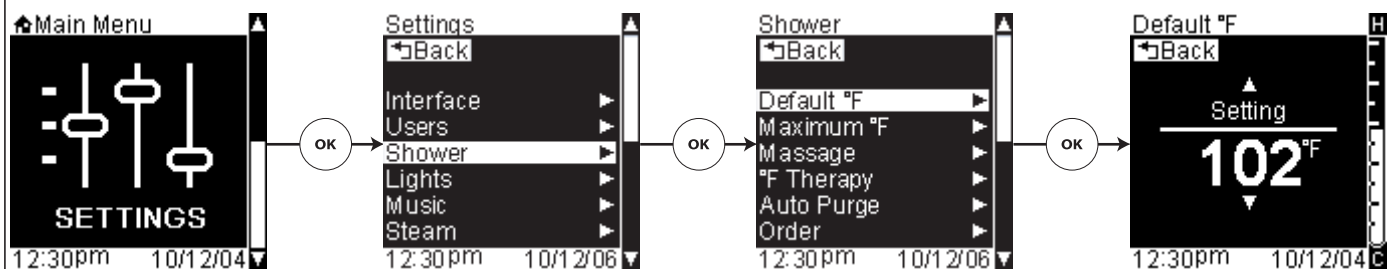 Main Menu
SETTINGS
12:30pm 10/12/04
OK
Settings
Back
Interface
Users
Shower
Lights
Music
Steam
12:30pm 10/12/06
OK
Shower
Back
Default °F
Maximum °F
Massage
°F Therapy
Auto Purge
Order
12:30pm 10/12/06
OK
Default °F
H
Back
Setting
102°F
12:30pm 10/12/04
C